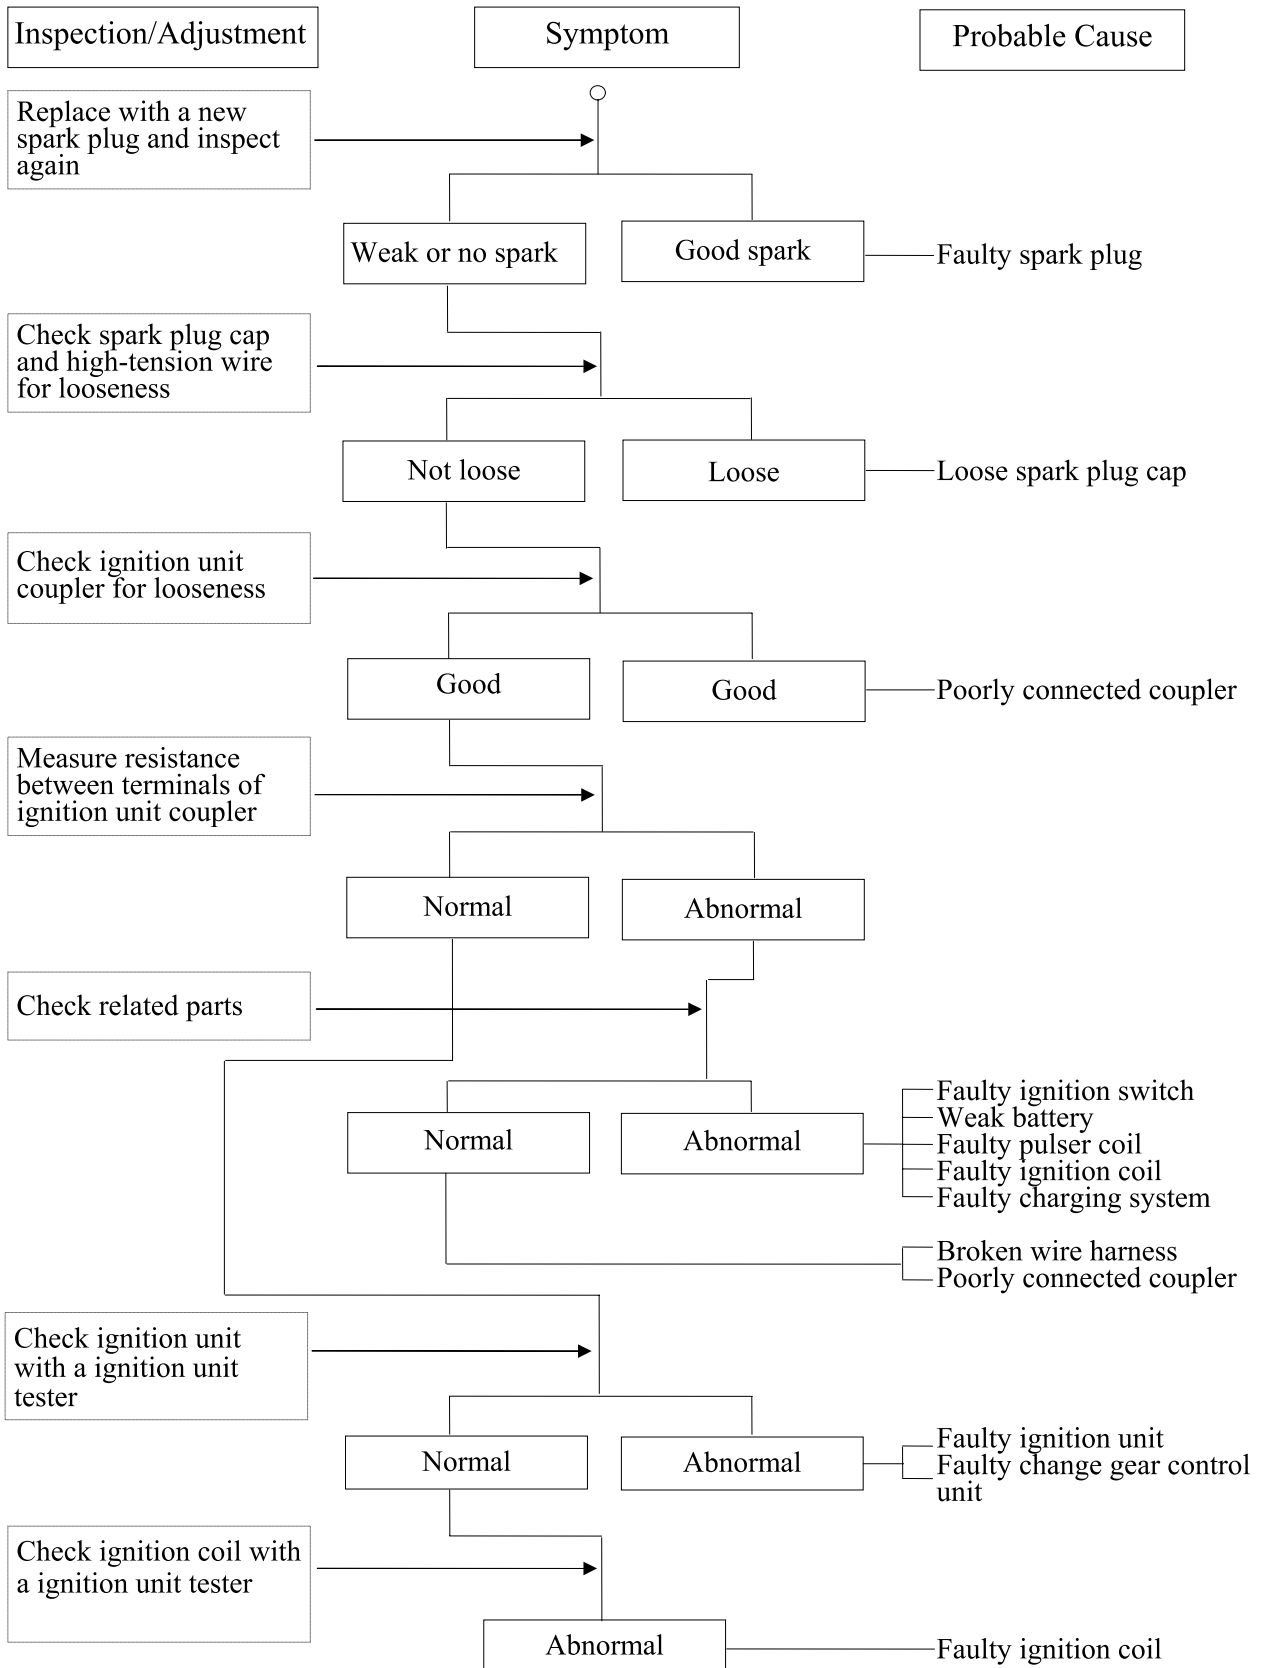 Inspection/Adjustment
Symptom
Probable Cause
Replace with a new
spark plug and inspect
again
Weak or no spark
Good spark
Faulty spark plug
Check spark plug cap
and high-tension wire
for looseness
Not loose
Loose
Loose spark plug cap
Check ignition unit
coupler for looseness
Good
Good
Poorly connected coupler
Measure resistance
between terminals of
ignition unit coupler
Normal
Abnormal
Check related parts
Normal
Abnormal
Faulty ignition switch
Weak battery
Faulty pulser coil
Faulty ignition coil
Faulty charging system
Broken wire harness
Poorly connected coupler
Check ignition unit
with a ignition unit
tester
Normal
Abnormal
Faulty ignition unit
Faulty change gear control
unit
Check ignition coil with
a ignition unit tester
Abnormal
Faulty ignition coil